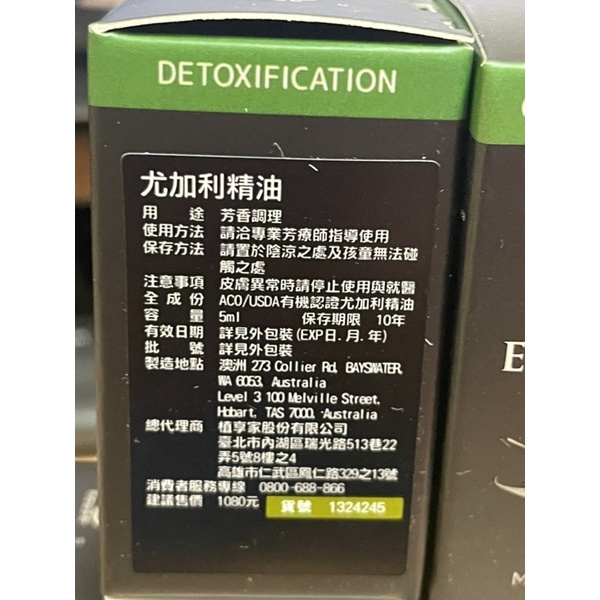 DETOXIFICATION
尤加利精油
用途 芳香調理
使用方法 請洽專業芳療師指導使用
保存方法 請置於陰涼之處及孩童無法碰
觸之處
注意事項 皮膚異常時請停止使用與就醫
全成份 ACO/USDA有機認證尤加利精油
容量 5ml 保存期限 10年
有效日期 詳見外包裝(EXP日.月.年)
批號 詳見外包裝
製造地點 澳洲 273 Collier Rd, BAYSWATER,
WA 6063, Australia
Level 3 100 Melville Street,
Hobart, TAS 7000, Australia
總代理商 植享家股份有限公司
臺北市內湖區瑞光路513巷22
弄5號8樓之4
高雄市仁武區鳳仁路329之13號
消費者服務專線 0800-688-866
建議售價 1080元 貨號 1324245
E
M